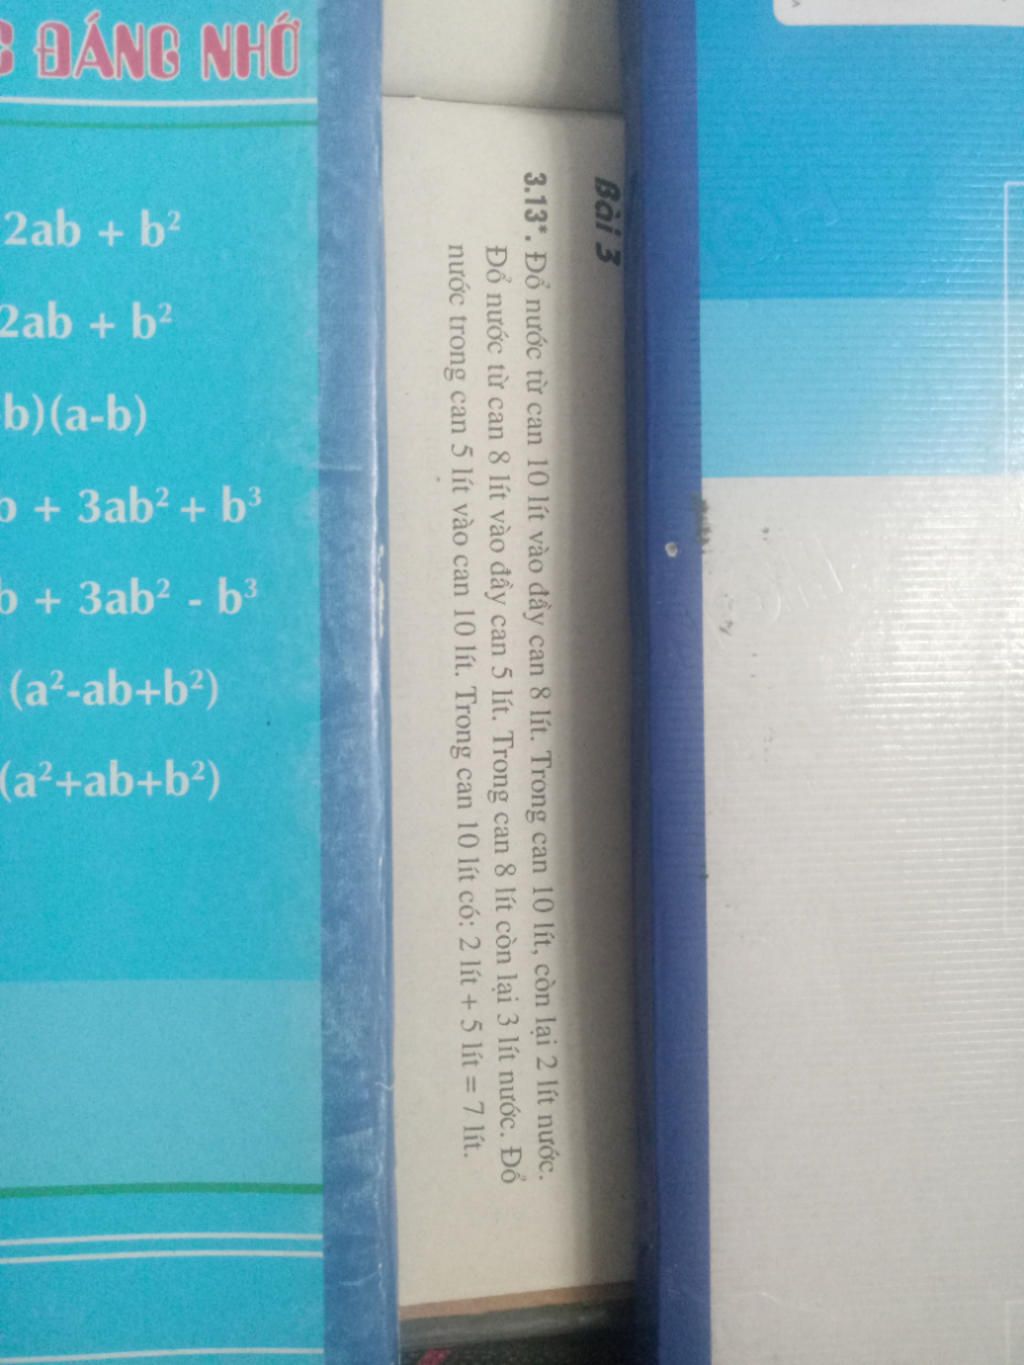 G ĐÁNG NHỚ
2ab + b²
2ab + b²
b)(a-b)
b + 3ab² + b³
b + 3ab² - b³
(a²-ab+b²)
(a²+ab+b²)
Bài 3
3.13*. Đổ nước từ can 10 lít vào đầy can 8 lít. Trong can 10 lít, còn lại 2 lít nước.
Đổ nước từ can 8 lít vào đầy can 5 lít. Trong can 8 lít còn lại 3 lít nước. Đổ
nước trong can 5 lít vào can 10 lít. Trong can 10 lít có: 2 lít + 5 lít = 7 lít.